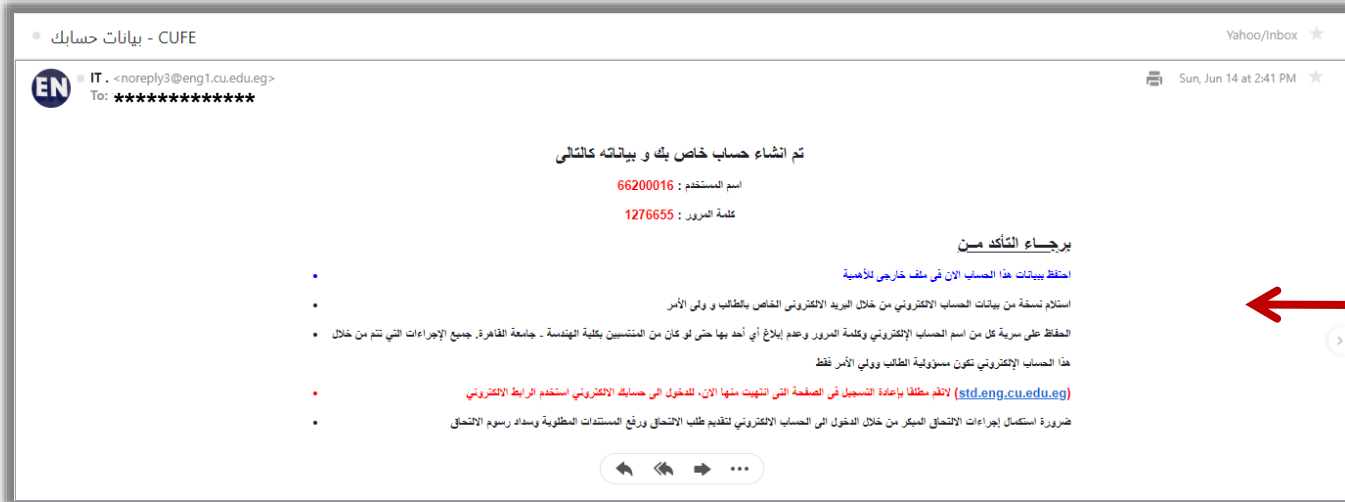 CUFE - بيانات حسابك
Yahoo/Inbox
EN
IT . <noreply3@eng1.cu.edu.eg>
Sun, Jun 14 at 2:41 PM
To: *************
تم انشاء حساب خاص بك و بياناته كالتالى
اسم المستخدم : 66200016
كلمة المرور : 1276655
برجـــاء التأكد مــن
احتفظ ببيانات هذا الحساب الان فى ملف خارجى للأهمية
استلام نسخة من بيانات الحساب الالكتروني من خلال البريد الالكترونى الخاص بالطالب و ولى الأمر
الحفاظ على سرية كل من اسم الحساب الإلكتروني وكلمة المرور وعدم إبلاغ أي أحد بها حتى لو كان من المنتسبين بكلية الهندسة - جامعة القاهرة. جميع الإجراءات التي تتم من خلال
هذا الحساب الإلكتروني تكون مسؤولية الطالب وولي الأمر فقط
(std.eng.cu.edu.eg) لاتقم مطلقا بإعادة التسجيل فى الصفحة التى انتهيت منها الان، للدخول الى حسابك الالكتروني استخدم الرابط الالكتروني
ضرورة استكمال إجراءات الالتحاق المبكر من خلال الدخول الى الحساب الالكتروني لتقديم طلب الالتحاق ورفع المستندات المطلوبة وسداد رسوم الالتحاق